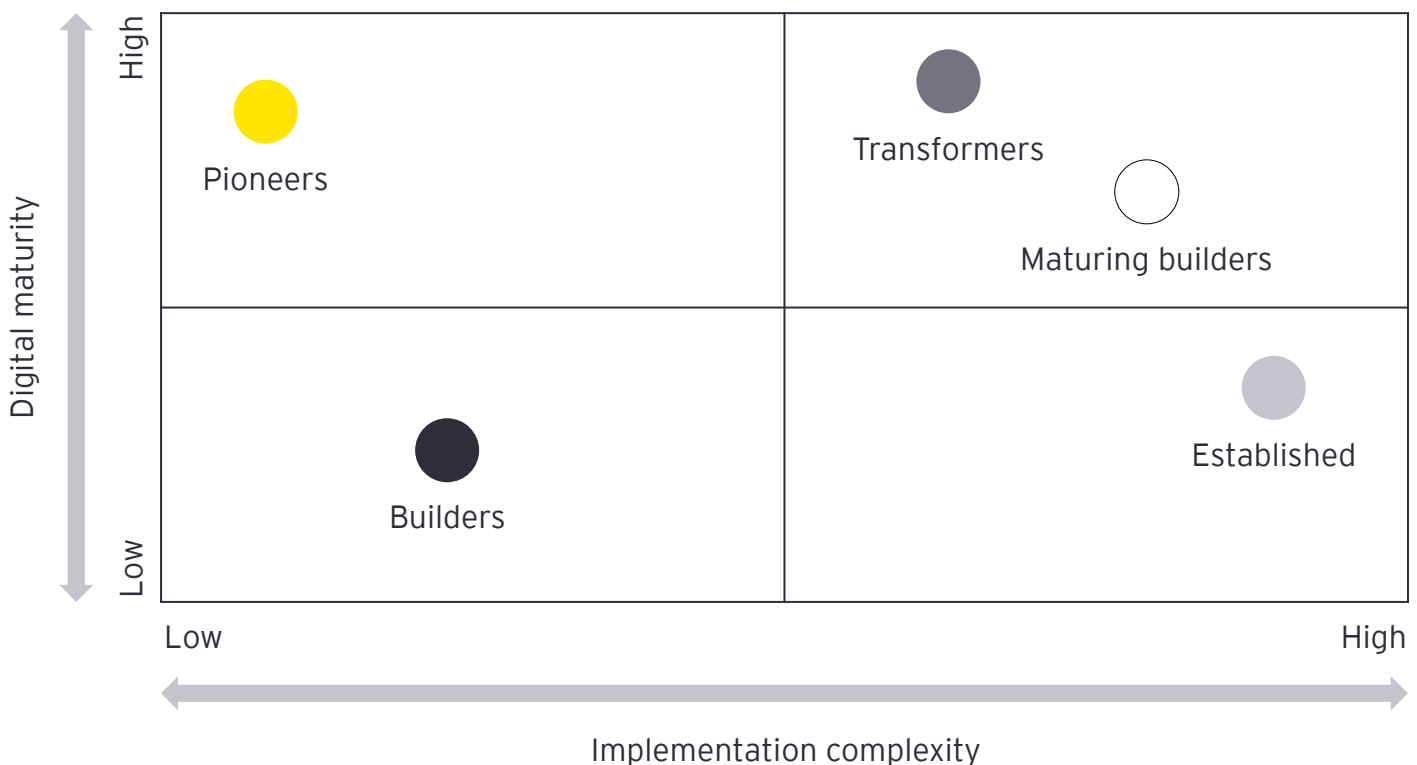 High
Digital maturity
Low
Pioneers
Transformers
Maturing builders
Builders
Established
Low
High
Implementation complexity